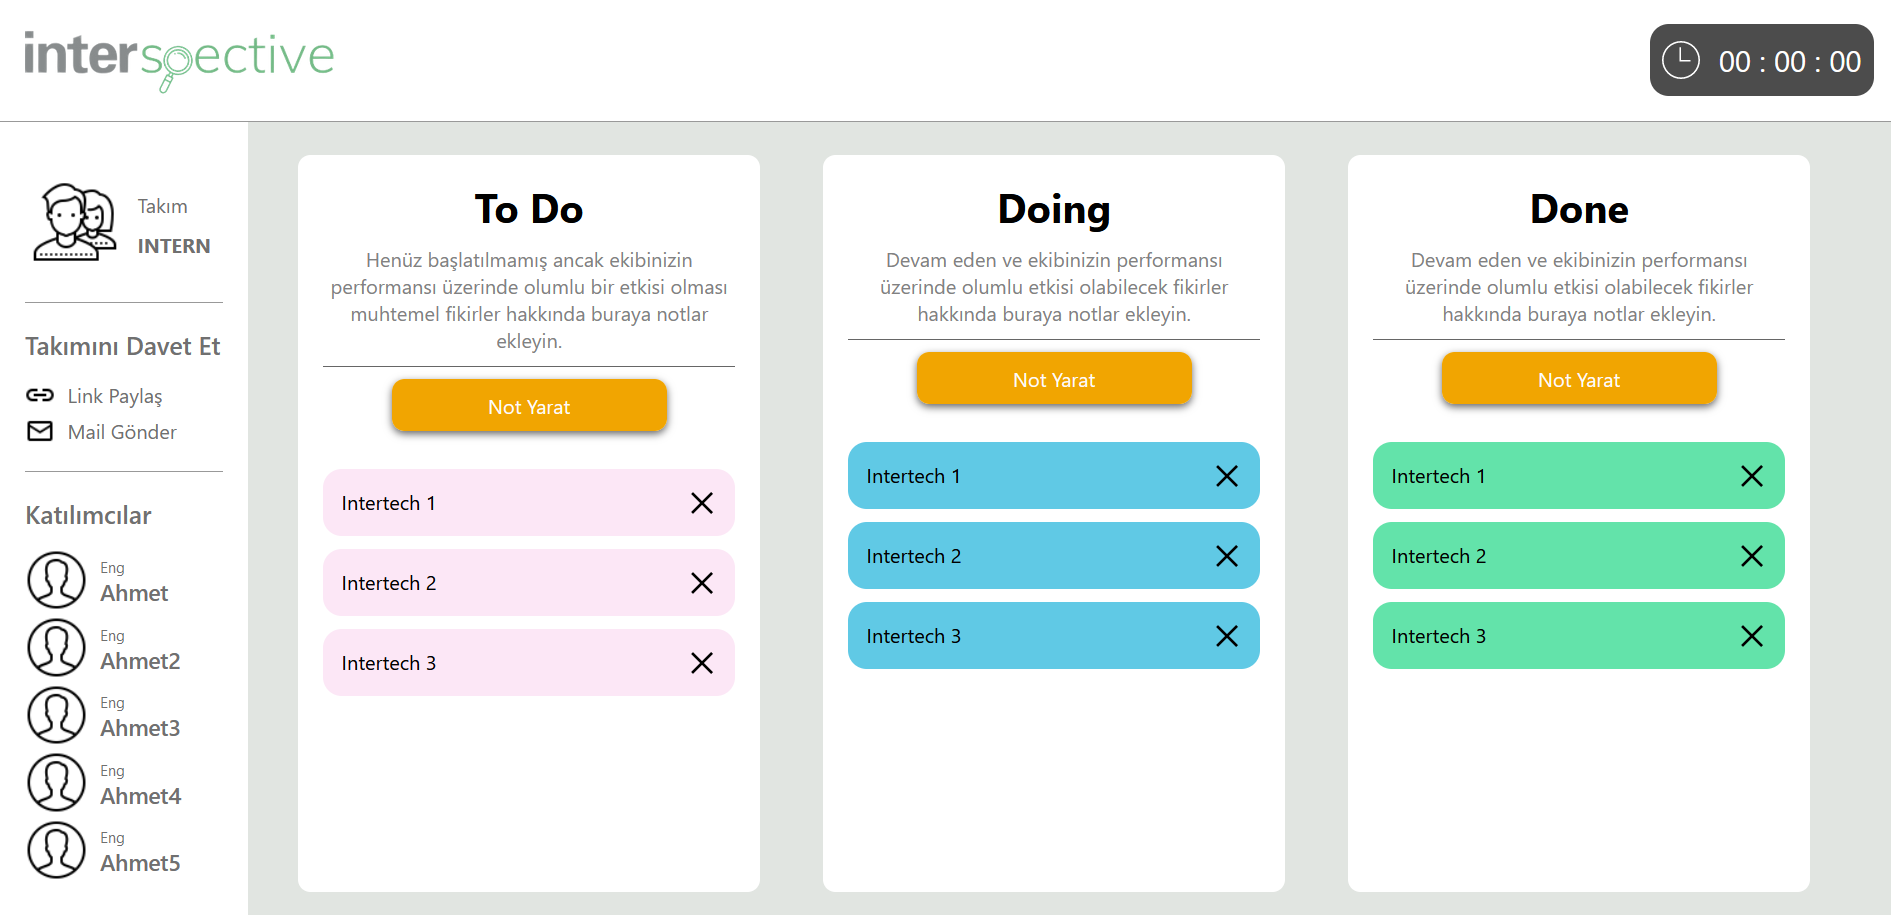 interspective
00 : 00 : 00
Takım
INTERN
Takımını Davet Et
Link Paylaş
Mail Gönder
Katılımcılar
Eng
Ahmet
Eng
Ahmet2
Eng
Ahmet3
Eng
Ahmet4
Eng
Ahmet5
To Do
Henüz başlatılmamış ancak ekibinizin
performansı üzerinde olumlu bir etkisi olması
muhtemel fikirler hakkında buraya notlar
ekleyin.
Not Yarat
Intertech 1
Intertech 2
Intertech 3
Doing
Devam eden ve ekibinizin performansı
üzerinde olumlu etkisi olabilecek fikirler
hakkında buraya notlar ekleyin.
Not Yarat
Intertech 1
Intertech 2
Intertech 3
Done
Devam eden ve ekibinizin performansı
üzerinde olumlu etkisi olabilecek fikirler
hakkında buraya notlar ekleyin.
Not Yarat
Intertech 1
Intertech 2
Intertech 3